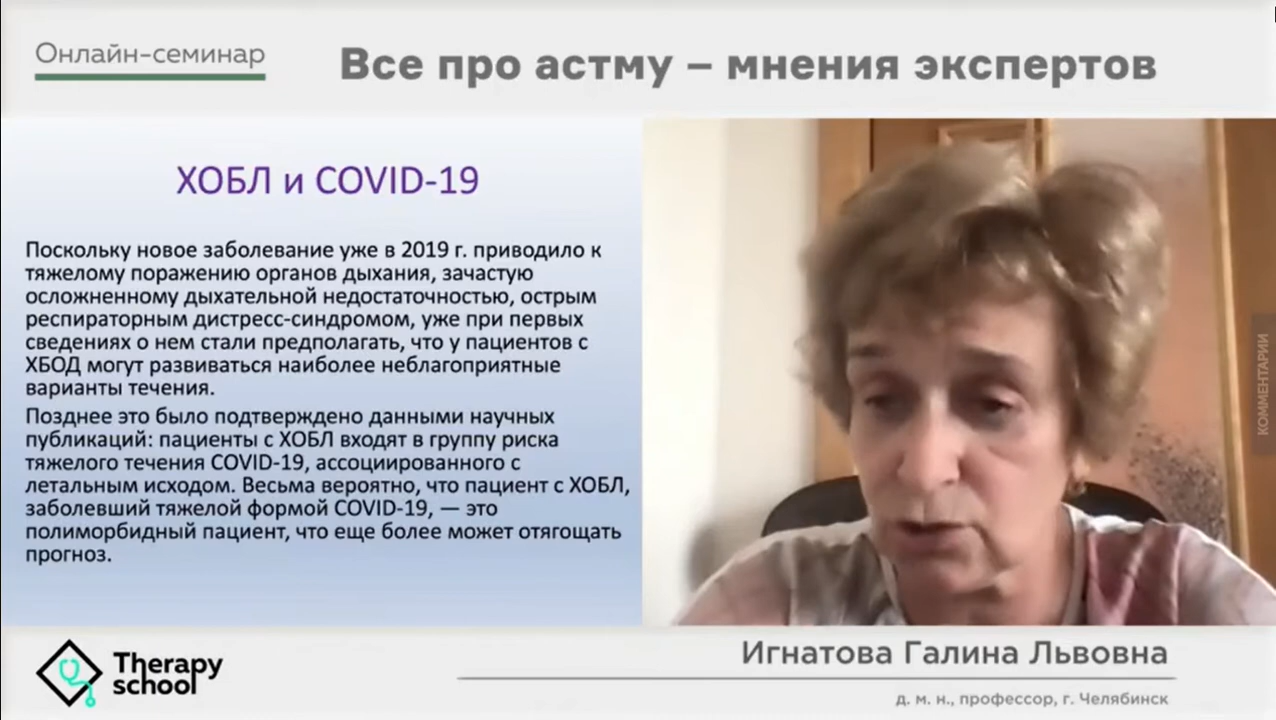 Онлайн-семинар
Все про астму – мнения экспертов
ХОБЛ и COVID-19
Поскольку новое заболевание уже в 2019 г. приводило к
тяжелому поражению органов дыхания, зачастую
осложненному дыхательной недостаточностью, острым
респираторным дистресс-синдромом, уже при первых
сведениях о нем стали предполагать, что у пациентов с
ХБОД могут развиваться наиболее неблагоприятные
варианты течения.
Позднее это было подтверждено данными научных
публикаций: пациенты с ХОБЛ входят в группу риска
тяжелого течения COVID-19, ассоциированного с
летальным исходом. Весьма вероятно, что пациент с ХОБЛ,
заболевший тяжелой формой COVID-19, — это
полиморбидный пациент, что еще более может отягощать
прогноз.
КОММЕНТАРИИ
Therapy
school
Игнатова Галина Львовна
д. м. н., профессор, г. Челябинск